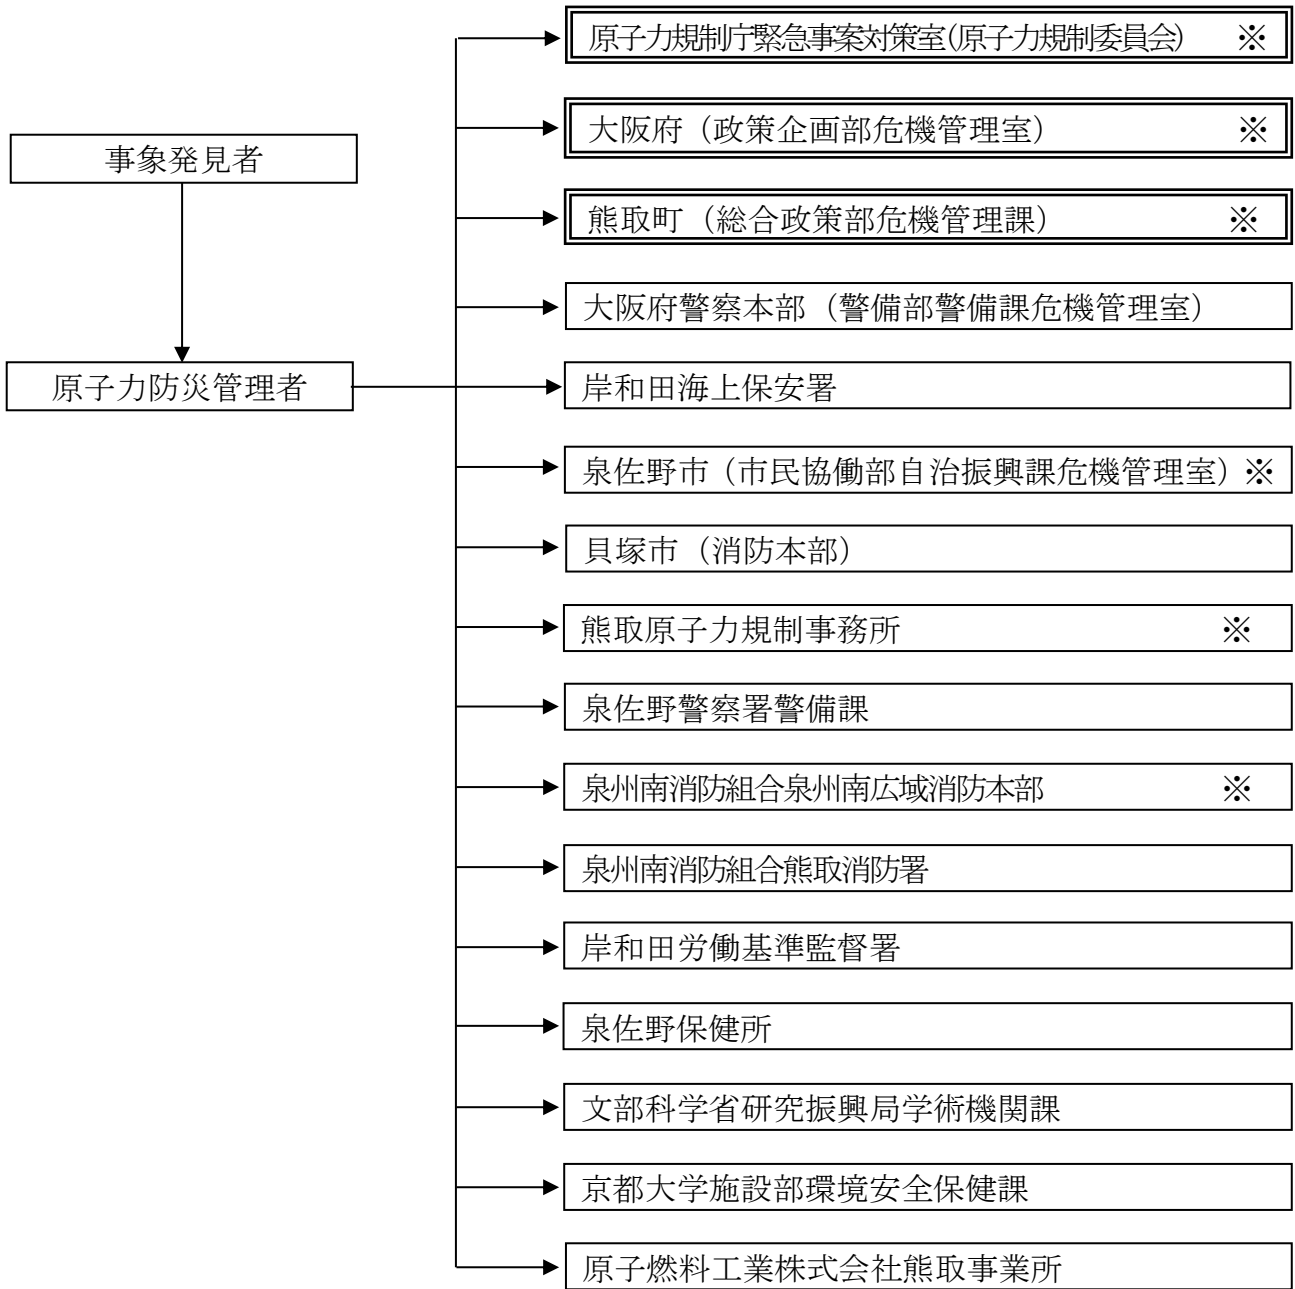 事象発見者
原子力防災管理者
原子力規制庁緊急事案対策室(原子力規制委員会) ※
大阪府（政策企画部危機管理室） ※
熊取町（総合政策部危機管理課） ※
大阪府警察本部（警備部警備課危機管理室）
岸和田海上保安署
泉佐野市（市民協働部自治振興課危機管理室）※
貝塚市（消防本部）
熊取原子力規制事務所 ※
泉佐野警察署警備課
泉州南消防組合泉州南広域消防本部 ※
泉州南消防組合熊取消防署
岸和田労働基準監督署
泉佐野保健所
文部科学省研究振興局学術機関課
京都大学施設部環境安全保健課
原子燃料工業株式会社熊取事業所